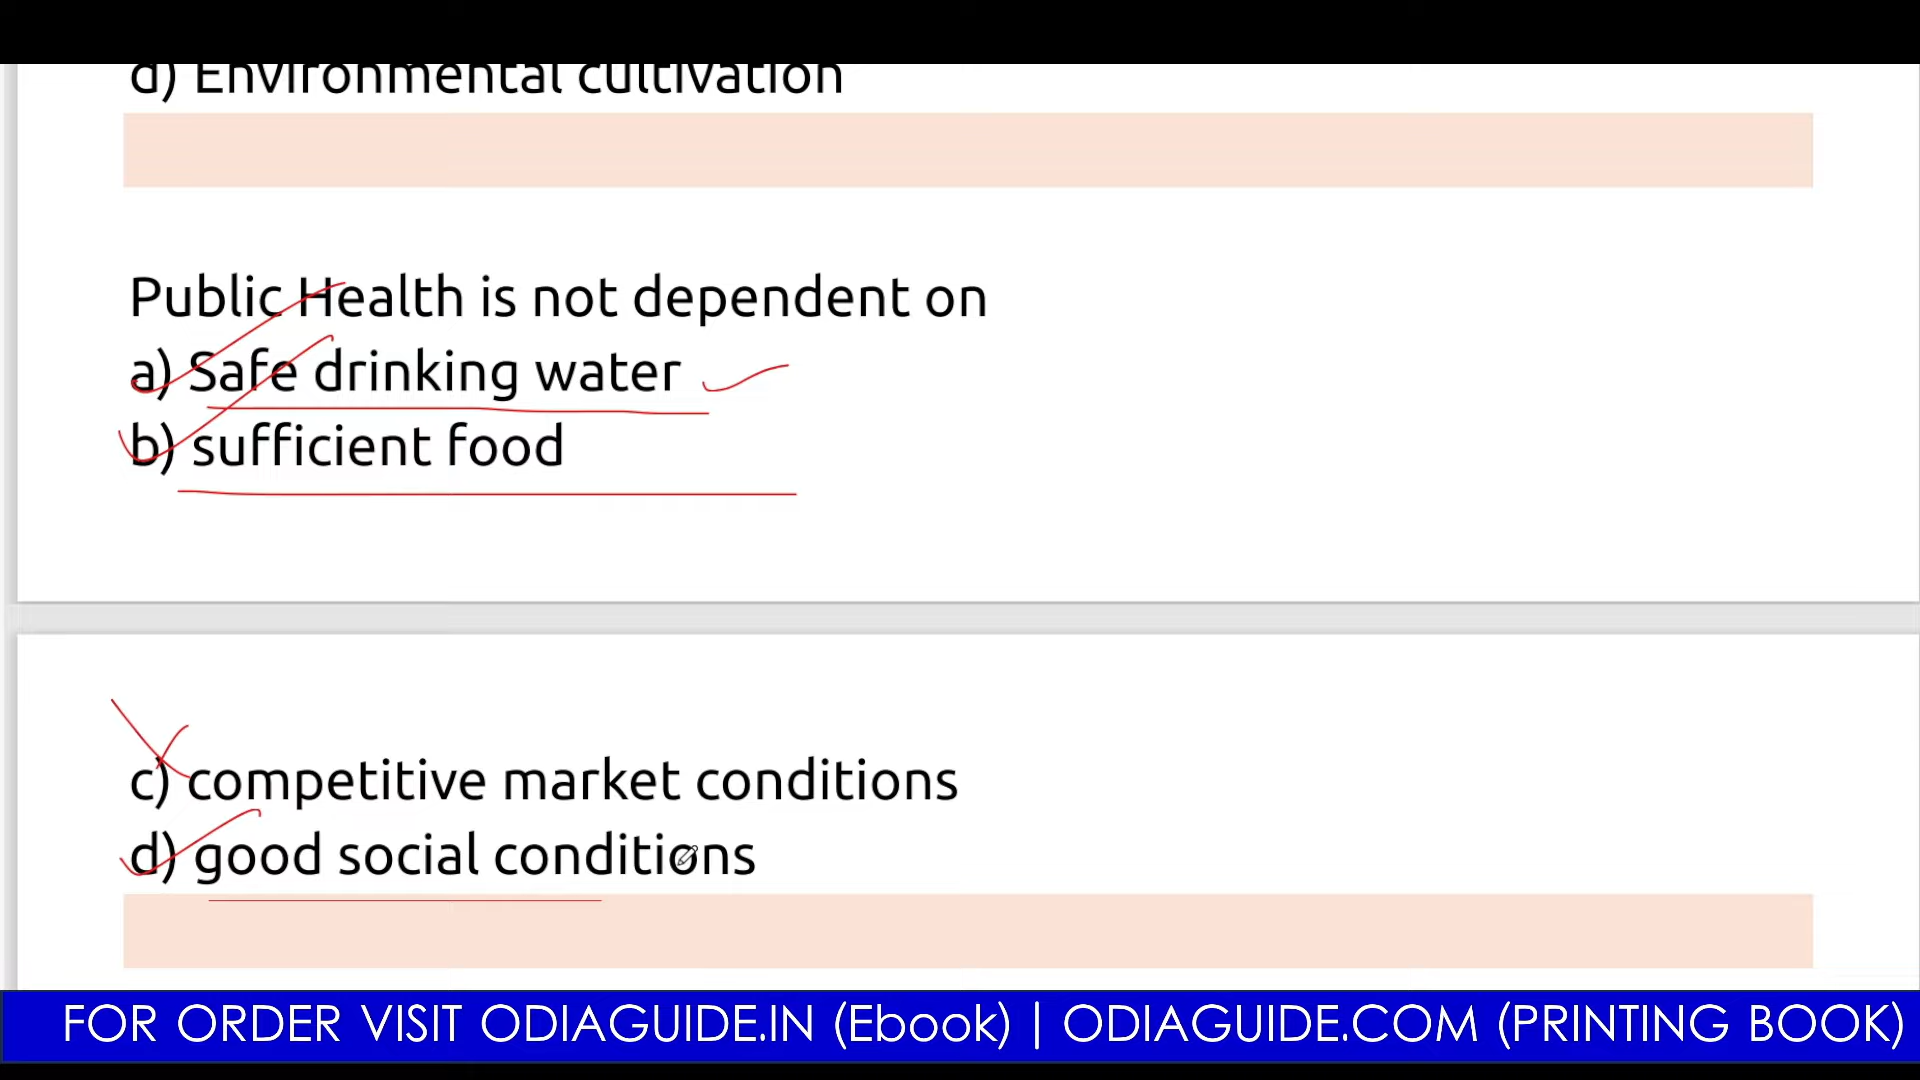 d) Environmental cultivation
Public Health is not dependent on
a) Safe drinking water
b) sufficient food
c) competitive market conditions
d) good social conditions
FOR ORDER VISIT ODIAGUIDE.IN (Ebook) | ODIAGUIDE.COM (PRINTING BOOK)